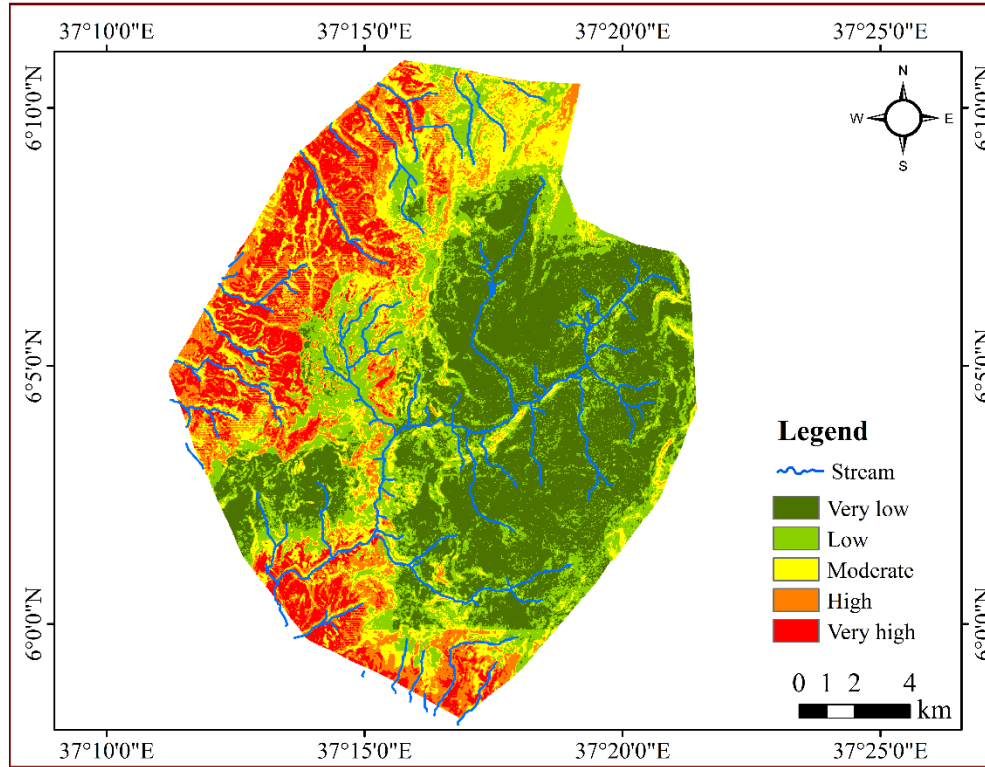 37°10'0"E 37°15'0"E 37°20'0"E 37°25'0"E
6°10'0"N 6°10'0"N
N
W E
S
6°5'0"N 6°5'0"N
Legend
Stream
Very low
Low
Moderate
High
Very high
6°0'0"N 6°0'0"N
0 1 2 4
km
37°10'0"E 37°15'0"E 37°20'0"E 37°25'0"E